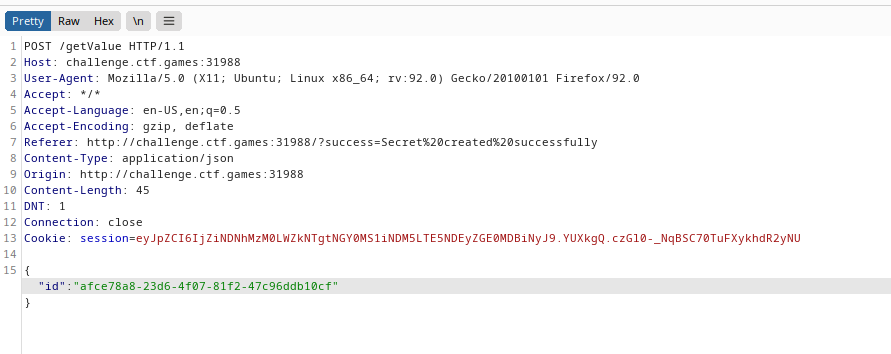 Pretty Raw Hex \n
1 POST /getValue HTTP/1.1
2 Host: challenge.ctf.games:31988
3 User-Agent: Mozilla/5.0 (X11; Ubuntu; Linux x86_64; rv:92.0) Gecko/20100101 Firefox/92.0
4 Accept: */*
5 Accept-Language: en-US,en;q=0.5
6 Accept-Encoding: gzip, deflate
7 Referer: http://challenge.ctf.games:31988/?success=Secret%20created%20successfully
8 Content-Type: application/json
9 Origin: http://challenge.ctf.games:31988
10 Content-Length: 45
11 DNT: 1
12 Connection: close
13 Cookie: session=eyJpZCI6IjZiNDNhMzM0LWZkNTgtNGY0MS1iNDM5LTE5NDEyZGE0MDBiNyJ9.YUXkgQ.czGl0-_NqBSC70TuFXykhdR2yNU
14
15 {
"id":"afce78a8-23d6-4f07-81f2-47c96ddb10cf"
}